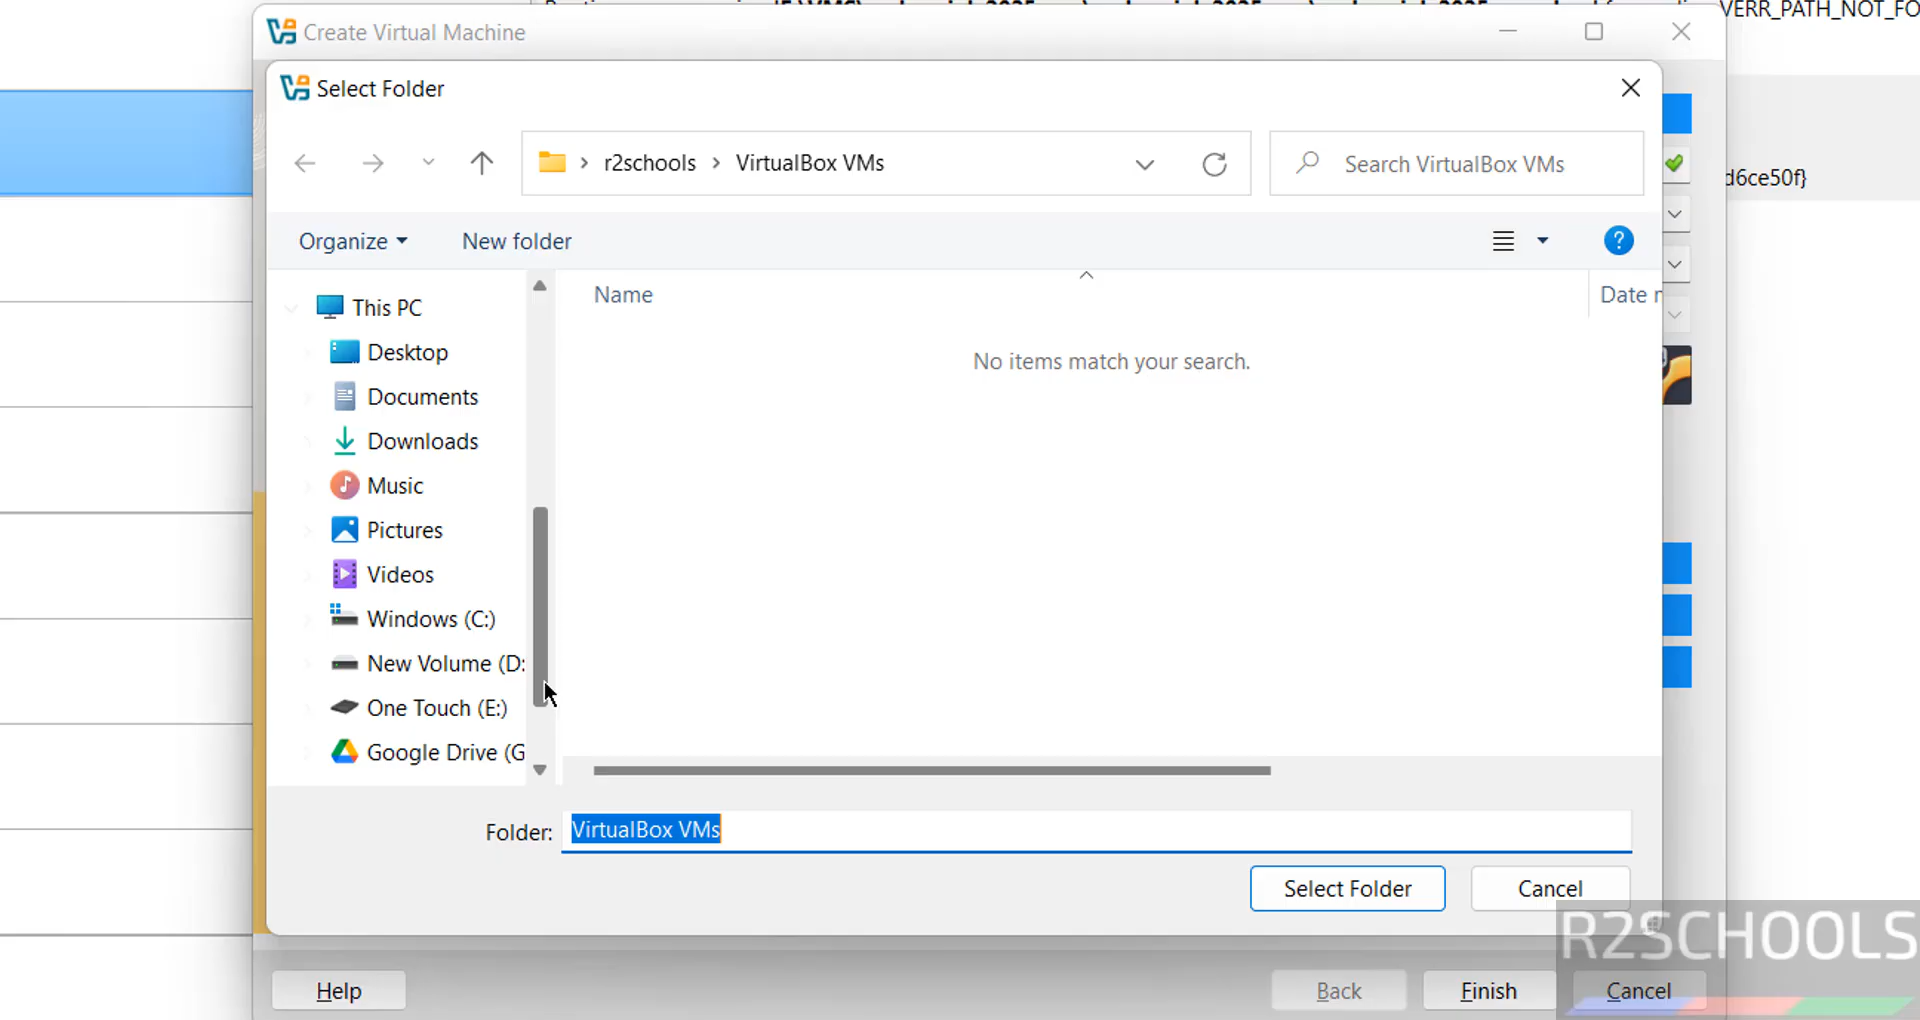 VERR_PATH_NOT_FO
Create Virtual Machine
Select Folder
r2schools > VirtualBox VMs
Search VirtualBox VMs
d6ce50f}
Organize
New folder
?
Name
Date
This PC
No items match your search.
Desktop
Documents
Downloads
Music
Pictures
Videos
Windows (C:)
New Volume (D:
One Touch (E:)
Google Drive (G
Folder: VirtualBox VMs
Select Folder
Cancel
R2SCHOOLS
Help
Back
Finish
Cancel